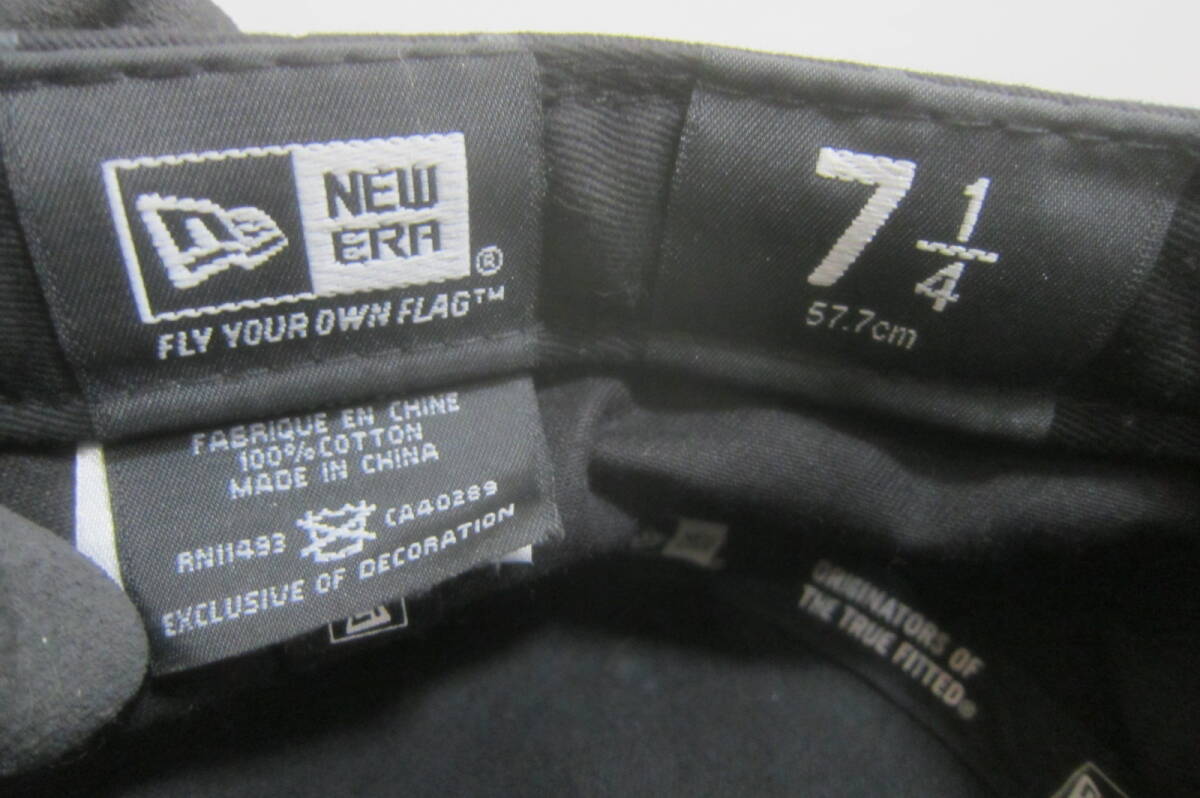 NEW
ERA
®
FLY YOUR OWN FLAG™
FABRIQUE EN CHINE
100% COTTON
MADE IN CHINA
RN11493 CA40289
EXCLUSIVE OF DECORATION
7 1/4
57.7cm
ORIGINATORS OF
THE TRUE FITTED®